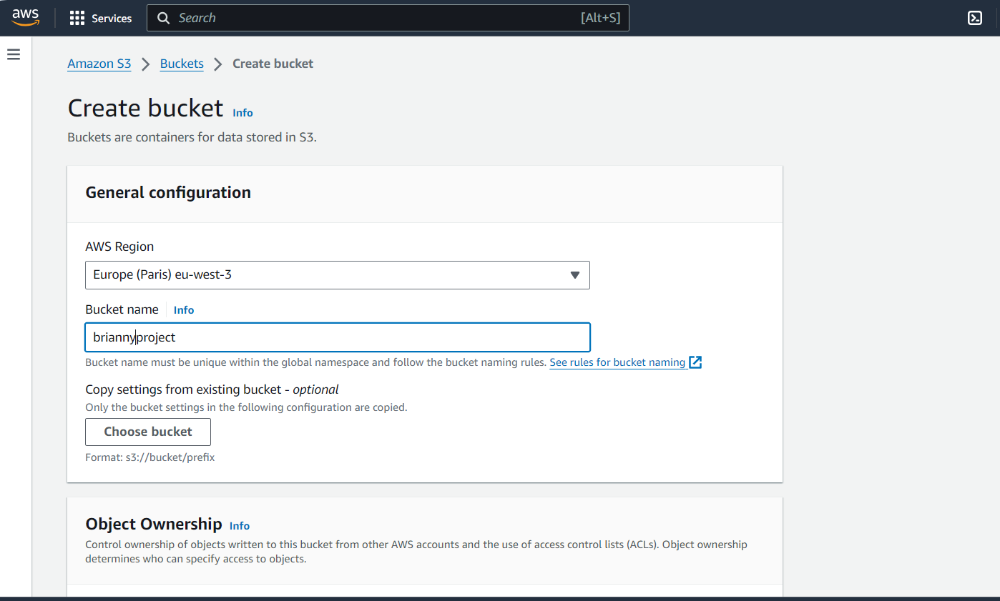 aws
Services
Search
[Alt+S]
Amazon S3 > Buckets > Create bucket
Create bucket Info
Buckets are containers for data stored in S3.
General configuration
AWS Region
Europe (Paris) eu-west-3
Bucket name Info
briannyproject
Bucket name must be unique within the global namespace and follow the bucket naming rules. See rules for bucket naming
Copy settings from existing bucket - optional
Only the bucket settings in the following configuration are copied.
Choose bucket
Format: s3://bucket/prefix
Object Ownership Info
Control ownership of objects written to this bucket from other AWS accounts and the use of access control lists (ACLs). Object ownership
determines who can specify access to objects.